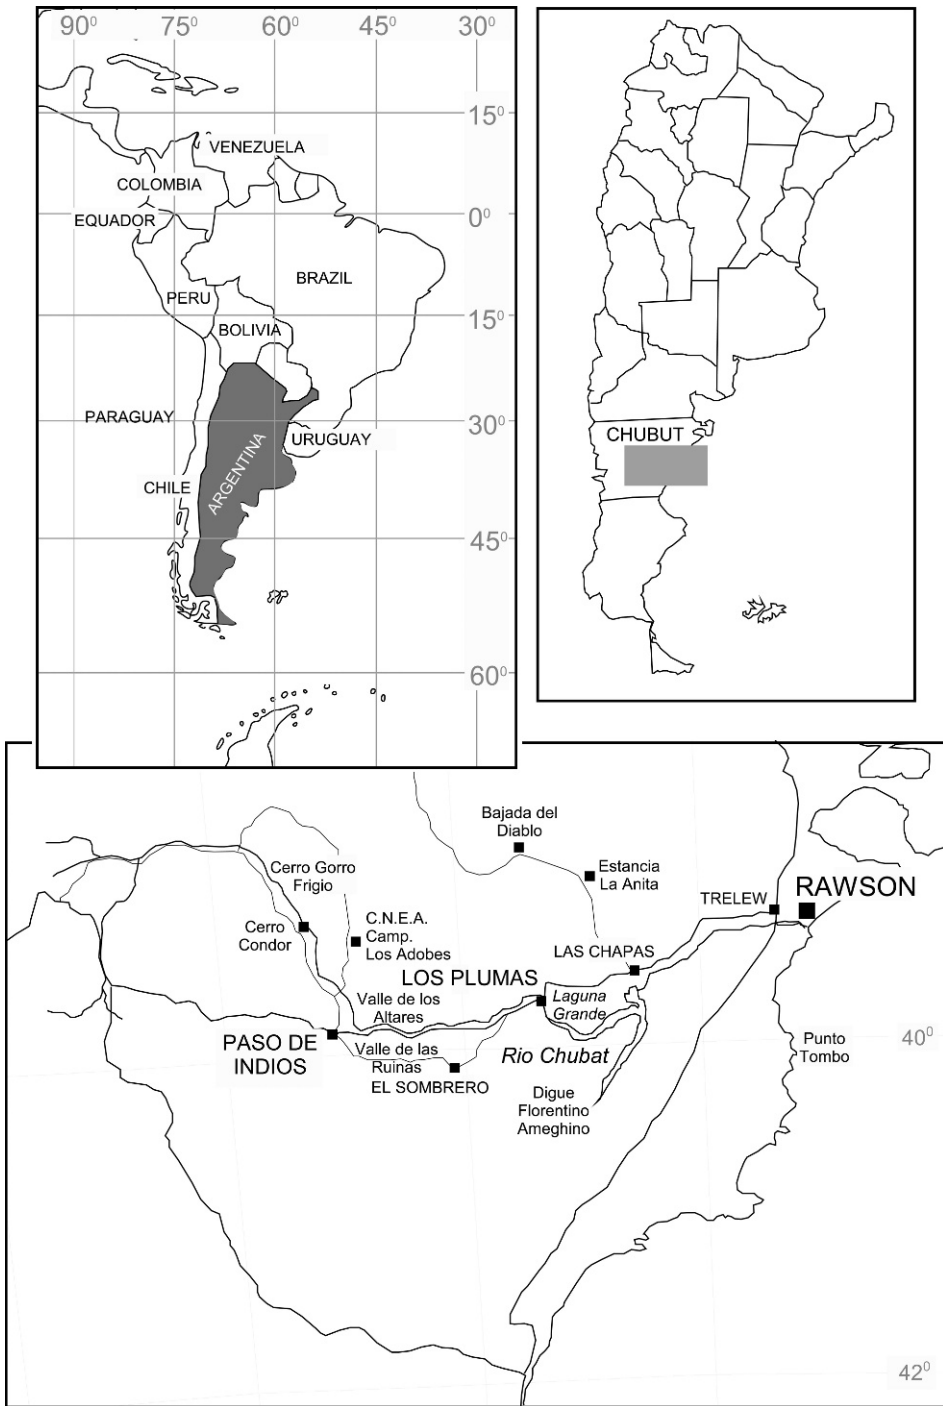 90⁰ 75⁰ 60⁰ 45⁰ 30⁰
15⁰
VENEZUELA
COLOMBIA
0⁰
EQUADOR
BRAZIL
PERU
15⁰
BOLIVIA
PARAGUAY
30⁰
URUGUAY
ARGENTINA
CHILE
45⁰
60⁰
CHUBUT
Bajada del
Diablo
Estancia
La Anita
Cerro Gorro
Frigio
TRELEW
RAWSON
Cerro
Condor
C.N.E.A.
Camp.
Los Adobes
LAS CHAPAS
LOS PLUMAS
Valle de los
Altares
Laguna
Grande
PASO DE
INDIOS
Valle de las
Ruinas
EL SOMBRERO
Rio Chubat
Punto
Tombo
40⁰
Digue
Florentino
Ameghino
42⁰